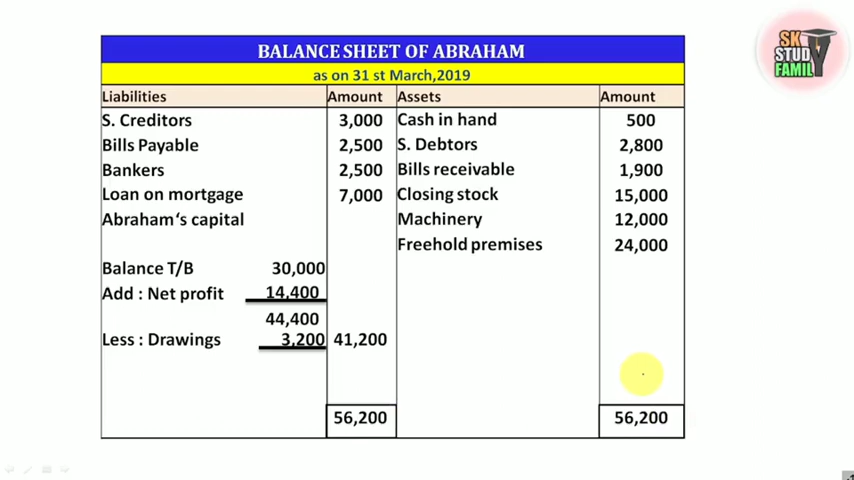 SK
STUDY
FAMILY
BALANCE SHEET OF ABRAHAM
as on 31 st March,2019
Liabilities Amount Assets Amount
S. Creditors 3,000 Cash in hand 500
Bills Payable 2,500 S. Debtors 2,800
Bankers 2,500 Bills receivable 1,900
Loan on mortgage 7,000 Closing stock 15,000
Abraham's capital Machinery 12,000
Freehold premises 24,000
Balance T/B 30,000
Add : Net profit 14,400
44,400
Less : Drawings 3,200 41,200
56,200 56,200